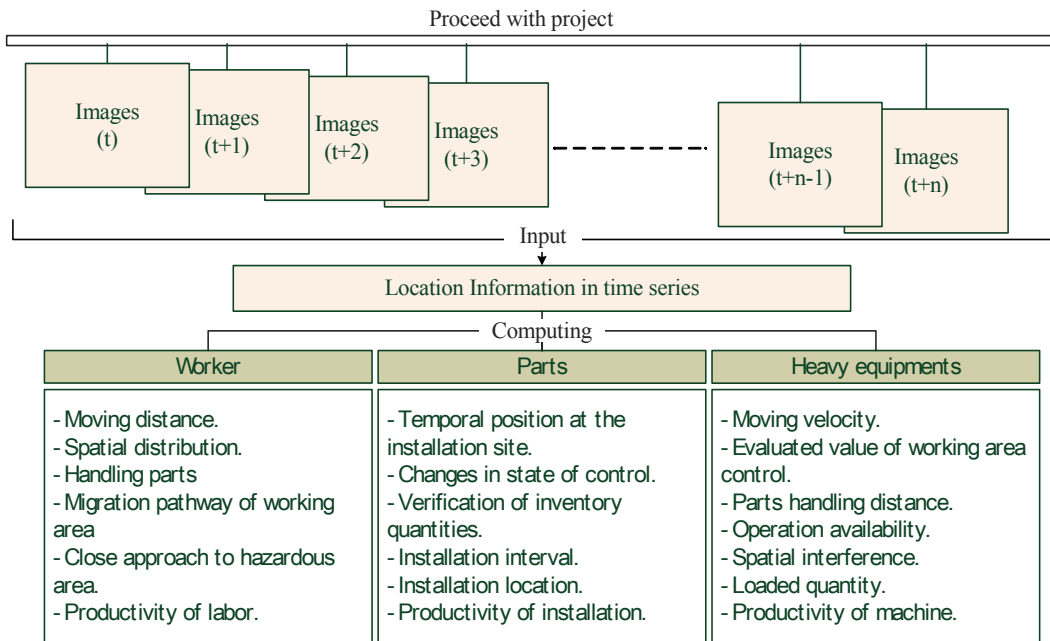 Proceed with project
Images
(t)
Images
(t+1)
Images
(t+2)
Images
(t+3)
Images
(t+n-1)
Images
(t+n)
Input
Location Information in time series
Computing
Worker
- Moving distance.
- Spatial distribution.
- Handling parts
- Migration pathway of working
area
- Close approach to hazardous
area.
- Productivity of labor.
Parts
- Temporal position at the
installation site.
- Changes in state of control.
- Verification of inventory
quantities.
- Installation interval.
- Installation location.
- Productivity of installation.
Heavy equipments
- Moving velocity.
- Evaluated value of working area
control.
- Parts handling distance.
- Operation availability.
- Spatial interference.
- Loaded quantity.
- Productivity of machine.